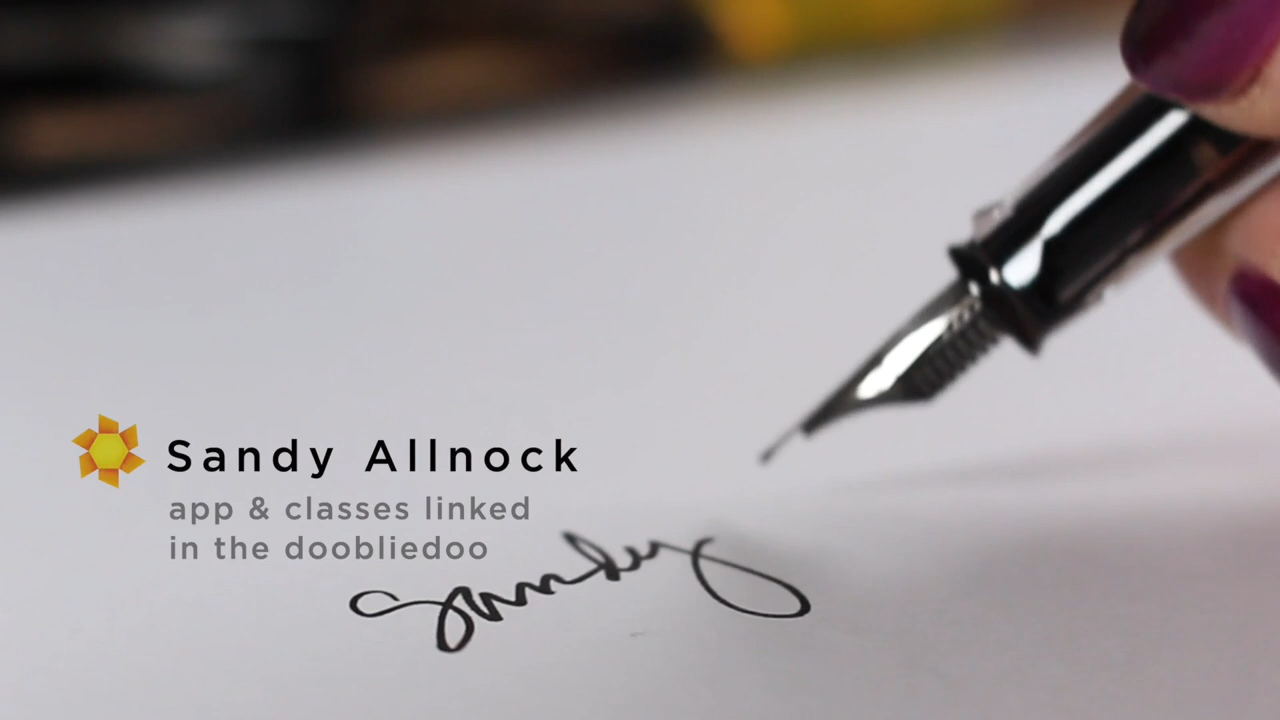 Sandy Allnock
app & classes linked
in the doobliedoo
Sandy